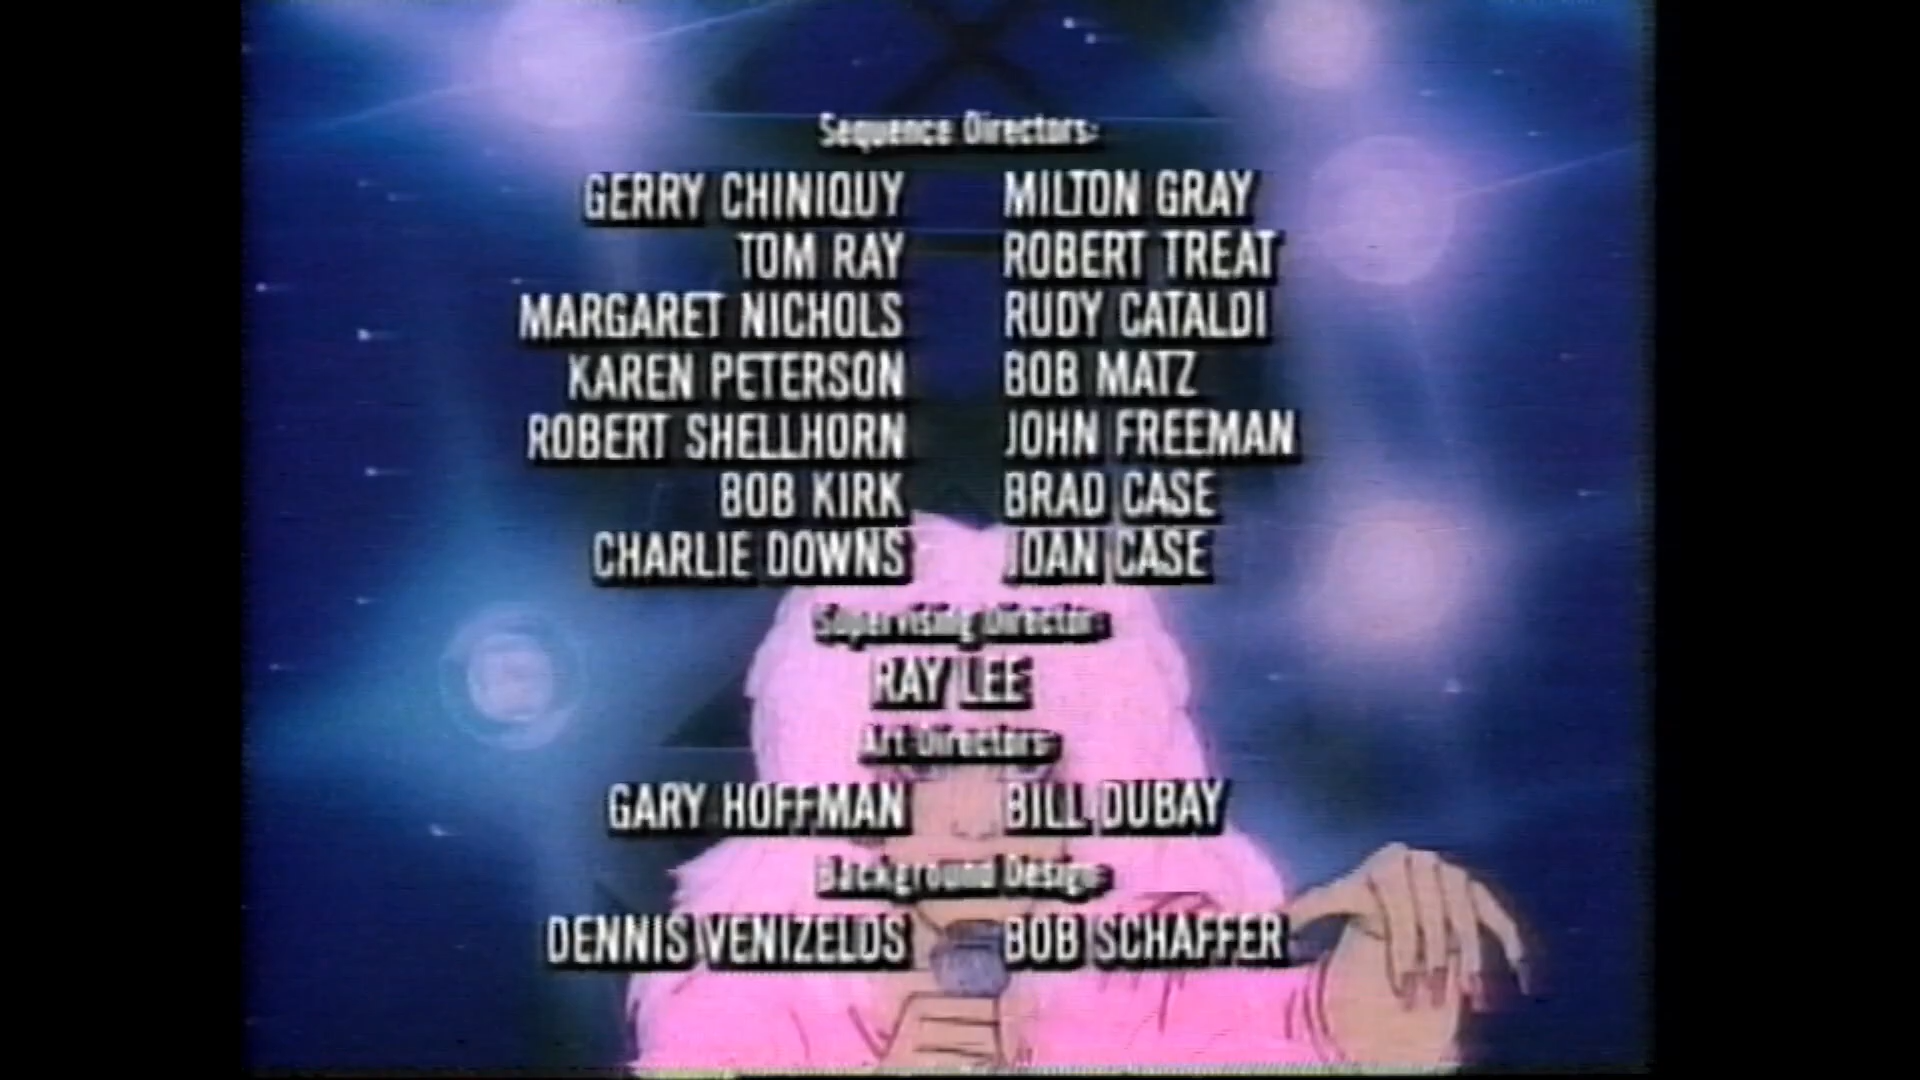 Sequence Directors:
GERRY CHINIQUY MILTON GRAY
TOM RAY ROBERT TREAT
MARGARET NICHOLS RUDY CATALDI
KAREN PETERSON BOB MATZ
ROBERT SHELLHORN JOHN FREEMAN
BOB KIRK BRAD CASE
CHARLIE DOWNS JOAN CASE
Supervising Director:
RAY LEE
Art Directors:
GARY HOFFMAN BILL DUBAY
Background Design:
DENNIS VENIZELOS BOB SCHAFFER